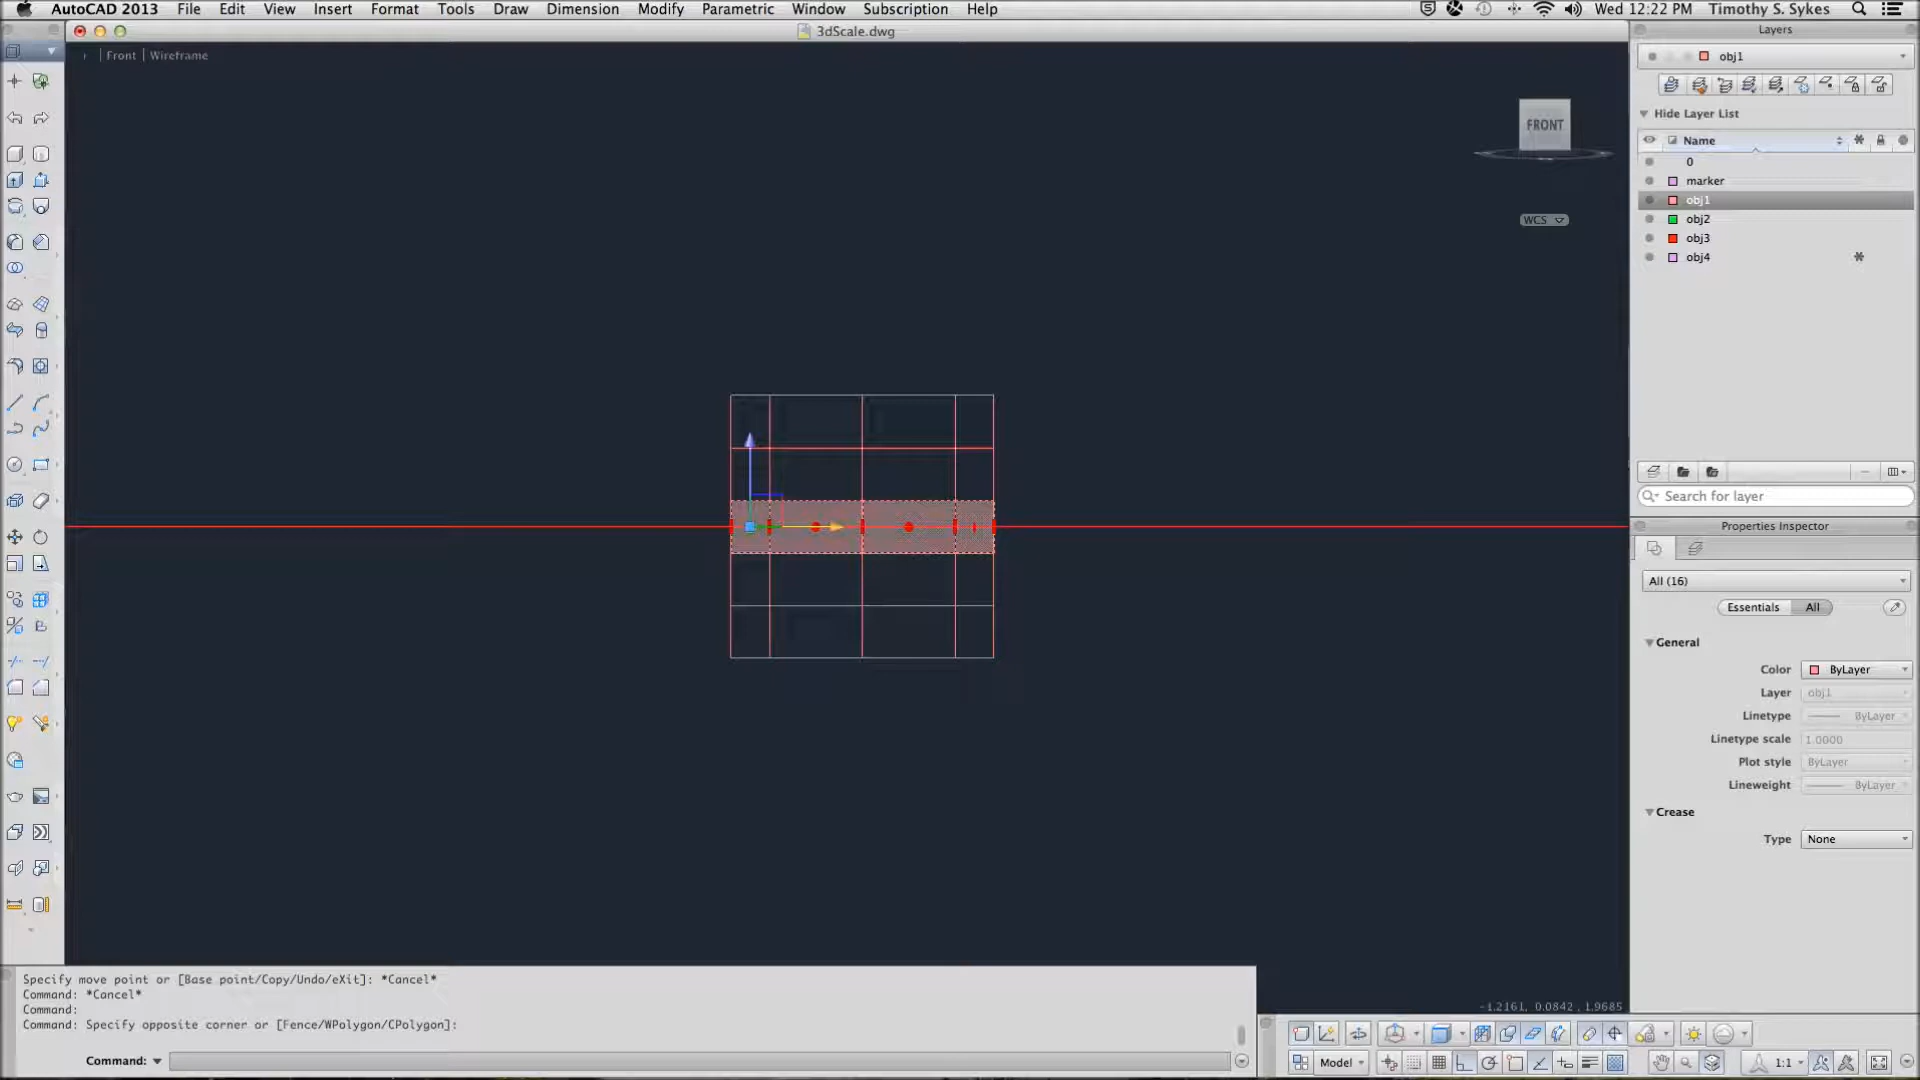 AutoCAD 2013 File Edit View Insert Format Tools Draw Dimension Modify Parametric Window Subscription Help Wed 12:22 PM Timothy S. Sykes
3dScale.dwg
Layers
Front Wireframe
obj1
Hide Layer List
FRONT
Name
0
marker
obj1
WCS
obj2
obj3
obj4
Search for layer
Properties Inspector
All (16)
Essentials All
General
Color ByLayer
Layer obj1
Linetype ByLayer
Linetype scale 1.0000
Plot style ByLayer
Lineweight ByLayer
Crease
Type None
Specify move point or [Base point/Copy/Undo/eXit]: *Cancel*
Command: *Cancel*
Command:
Command: Specify opposite corner or [Fence/WPolygon/CPolygon]:
-1.2161, 0.0842, 1.9685
Command:
Model 1:1